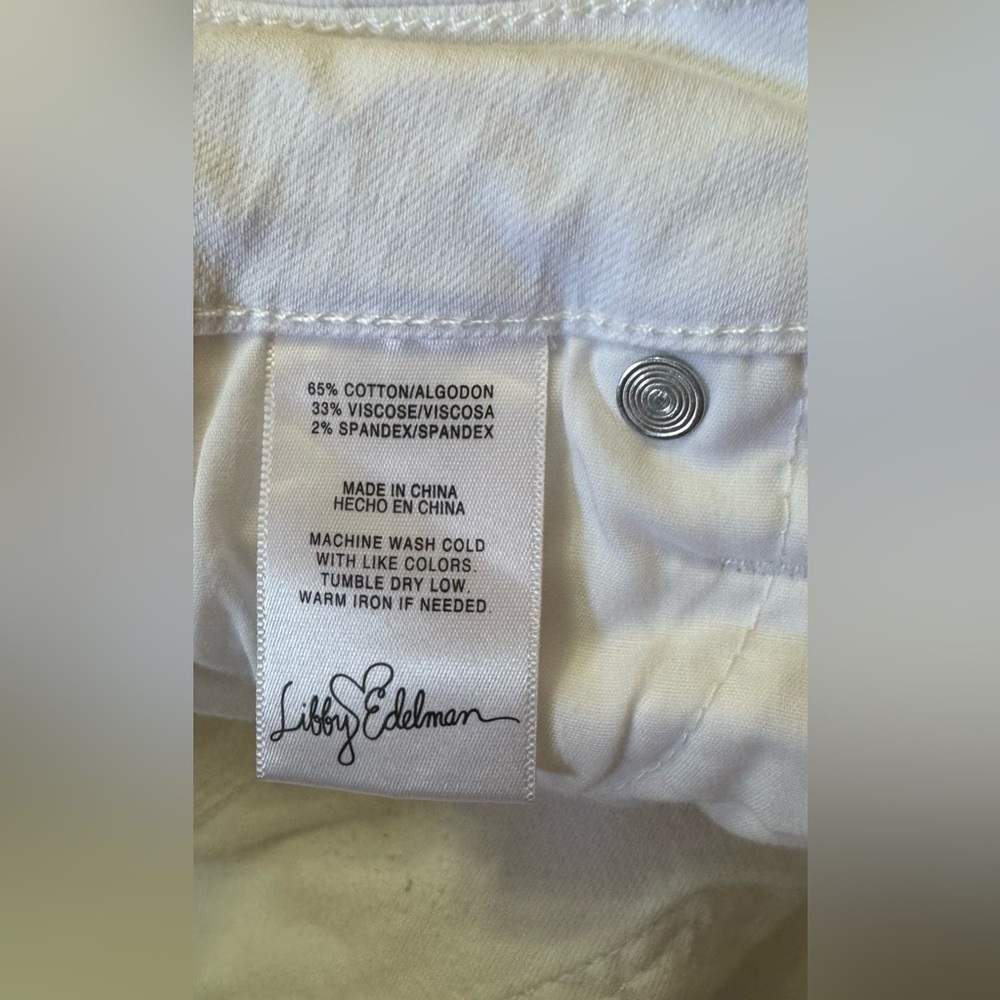 65% COTTON/ALGODON
33% VISCOSE/VISCOSA
2% SPANDEX/SPANDEX
MADE IN CHINA
HECHO EN CHINA
MACHINE WASH COLD
WITH LIKE COLORS.
TUMBLE DRY LOW.
WARM IRON IF NEEDED.
Libby Edelman